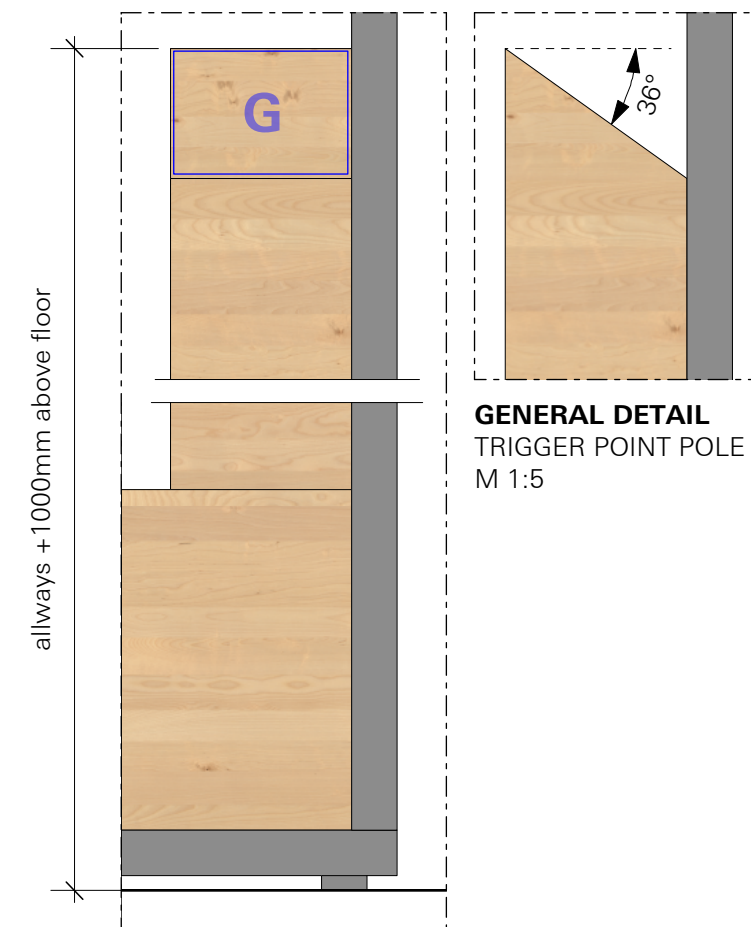 G
36°
allways +1000mm above floor
GENERAL DETAIL
TRIGGER POINT POLE
M 1:5